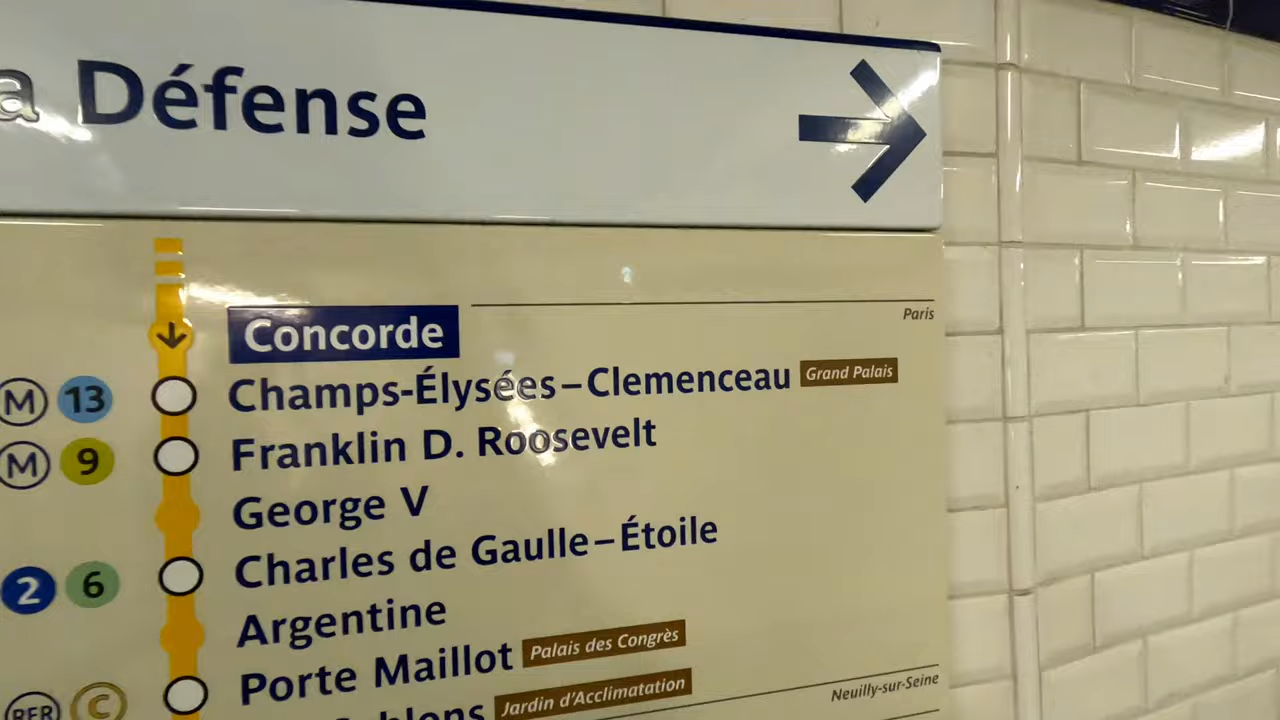 a Défense
Concorde
Paris
M 13 Champs-Élysées–Clemenceau Grand Palais
M 9 Franklin D. Roosevelt
George V
2 6 Charles de Gaulle–Étoile
Argentine
RER C Porte Maillot Palais des Congrès
Jardin d'Acclimatation
Neuilly-sur-Seine